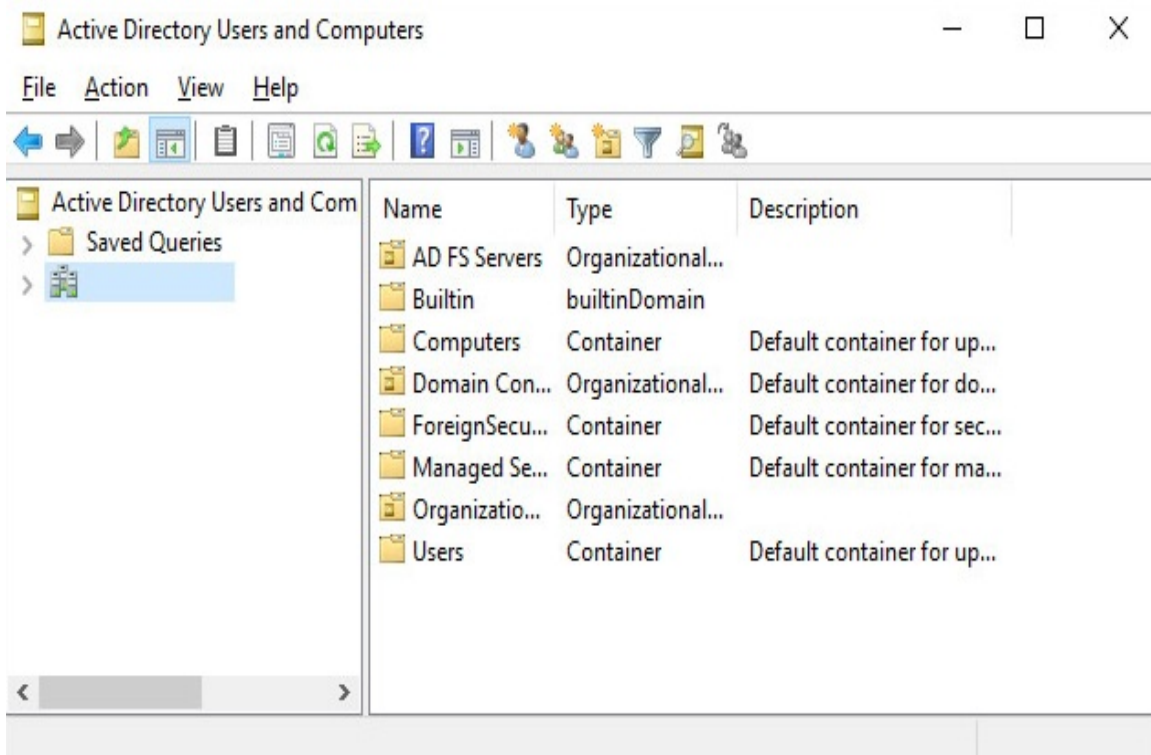 Active Directory Users and Computers
File Action View Help
Active Directory Users and Com
Saved Queries
Name Type Description
AD FS Servers Organizational...
Builtin builtinDomain
Computers Container Default container for up...
Domain Con... Organizational... Default container for do...
ForeignSecu... Container Default container for sec...
Managed Se... Container Default container for ma...
Organizatio... Organizational...
Users Container Default container for up...